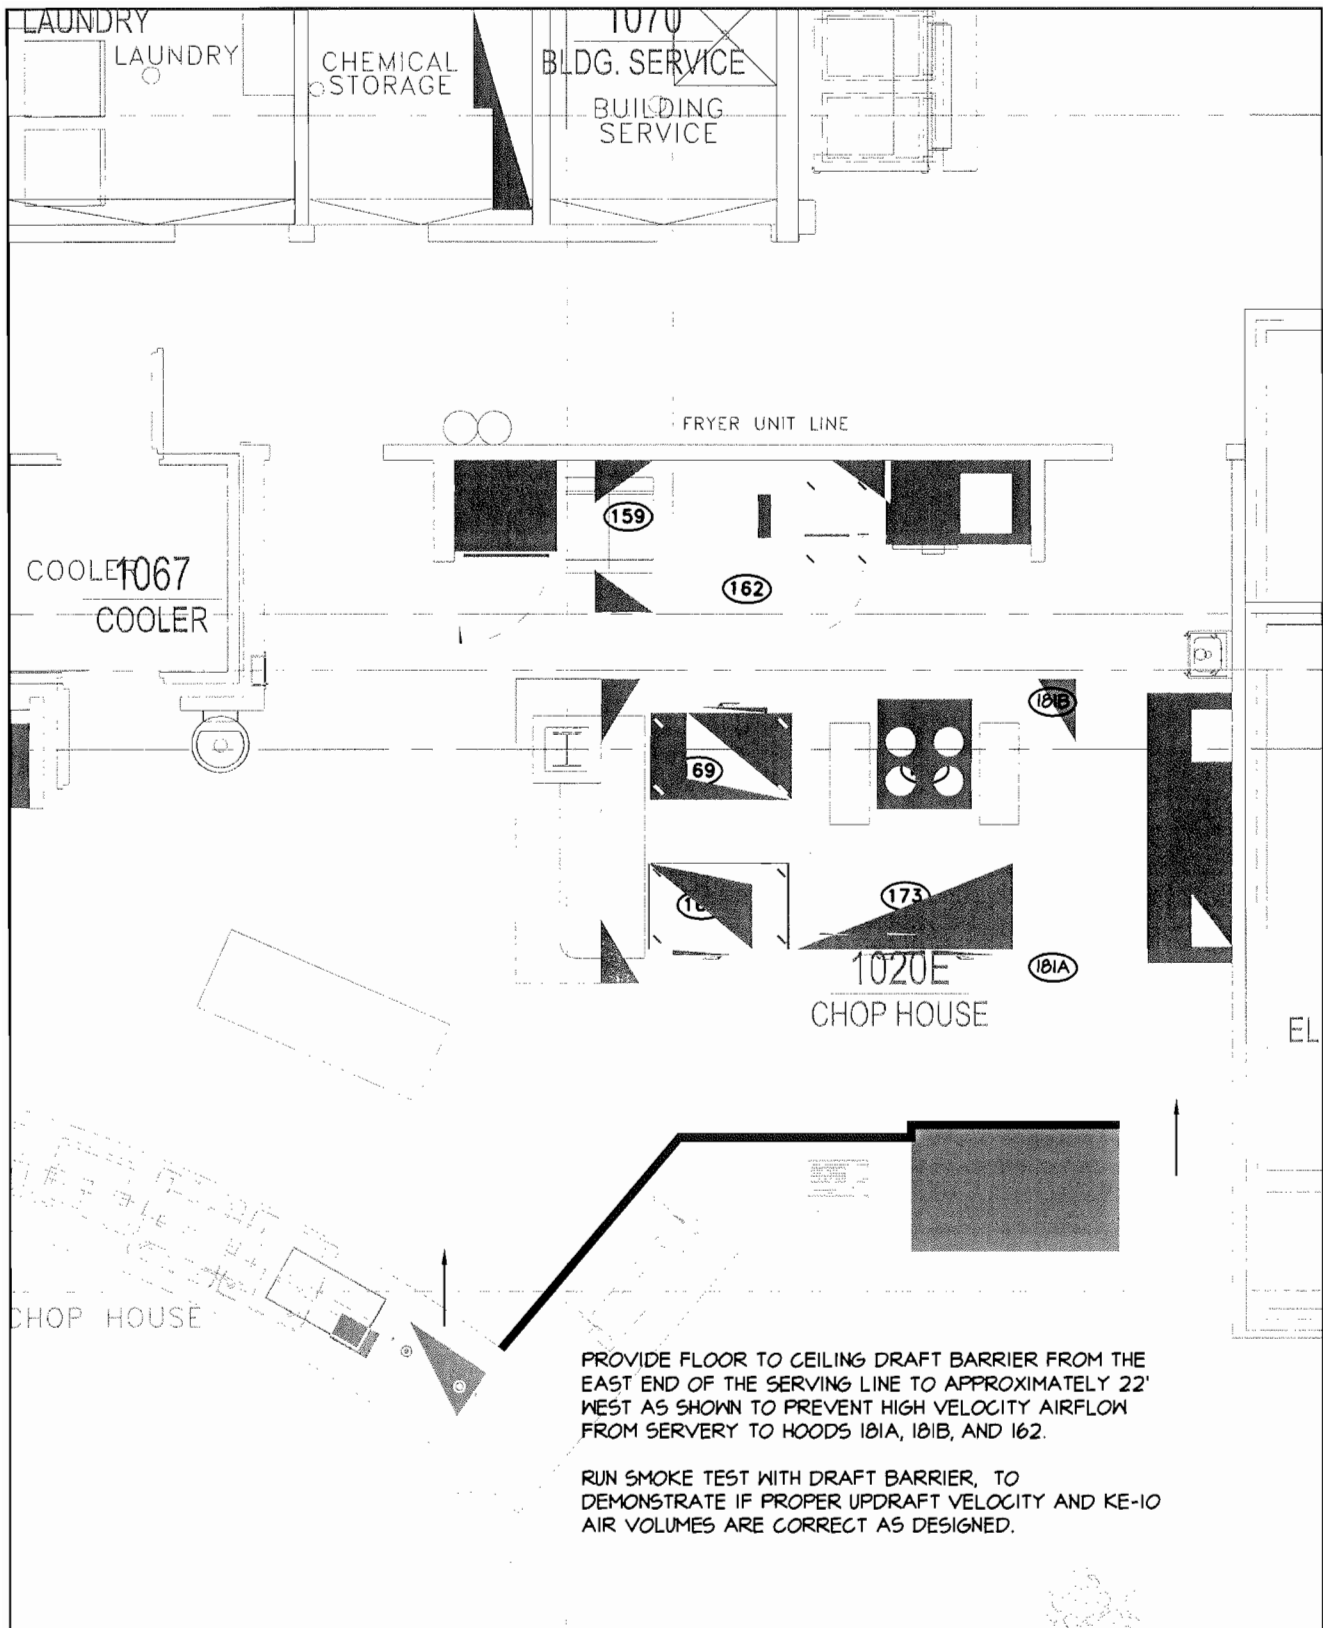 LAUNDRY
LAUNDRY
CHEMICAL
STORAGE
1070
BLDG. SERVICE
BUILDING
SERVICE
FRYER UNIT LINE
159
162
COOLER
1067
COOLER
181B
69
173
1020E
181A
CHOP HOUSE
EL
CHOP HOUSE
PROVIDE FLOOR TO CEILING DRAFT BARRIER FROM THE
EAST END OF THE SERVING LINE TO APPROXIMATELY 22'
WEST AS SHOWN TO PREVENT HIGH VELOCITY AIRFLOW
FROM SERVERY TO HOODS 181A, 181B, AND 162.
RUN SMOKE TEST WITH DRAFT BARRIER, TO
DEMONSTRATE IF PROPER UPDRAFT VELOCITY AND KE-10
AIR VOLUMES ARE CORRECT AS DESIGNED.